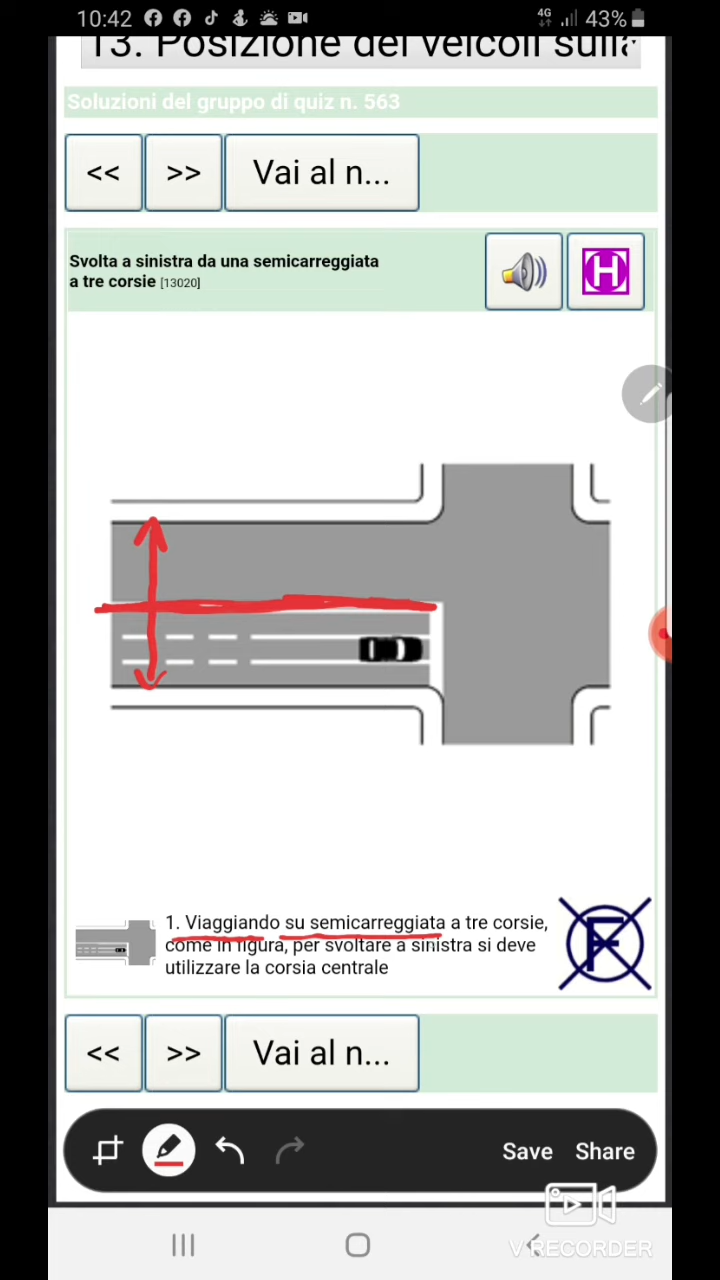 10:42
4G
43%
13. Posizione dei veicoli sulla
Soluzioni del gruppo di quiz n. 563
<< >> Vai al n...
Svolta a sinistra da una semicarreggiata
a tre corsie [13020]
H
1. Viaggiando su semicarreggiata a tre corsie,
come in figura, per svoltare a sinistra si deve
utilizzare la corsia centrale
F
<< >> Vai al n...
Save Share
V RECORDER